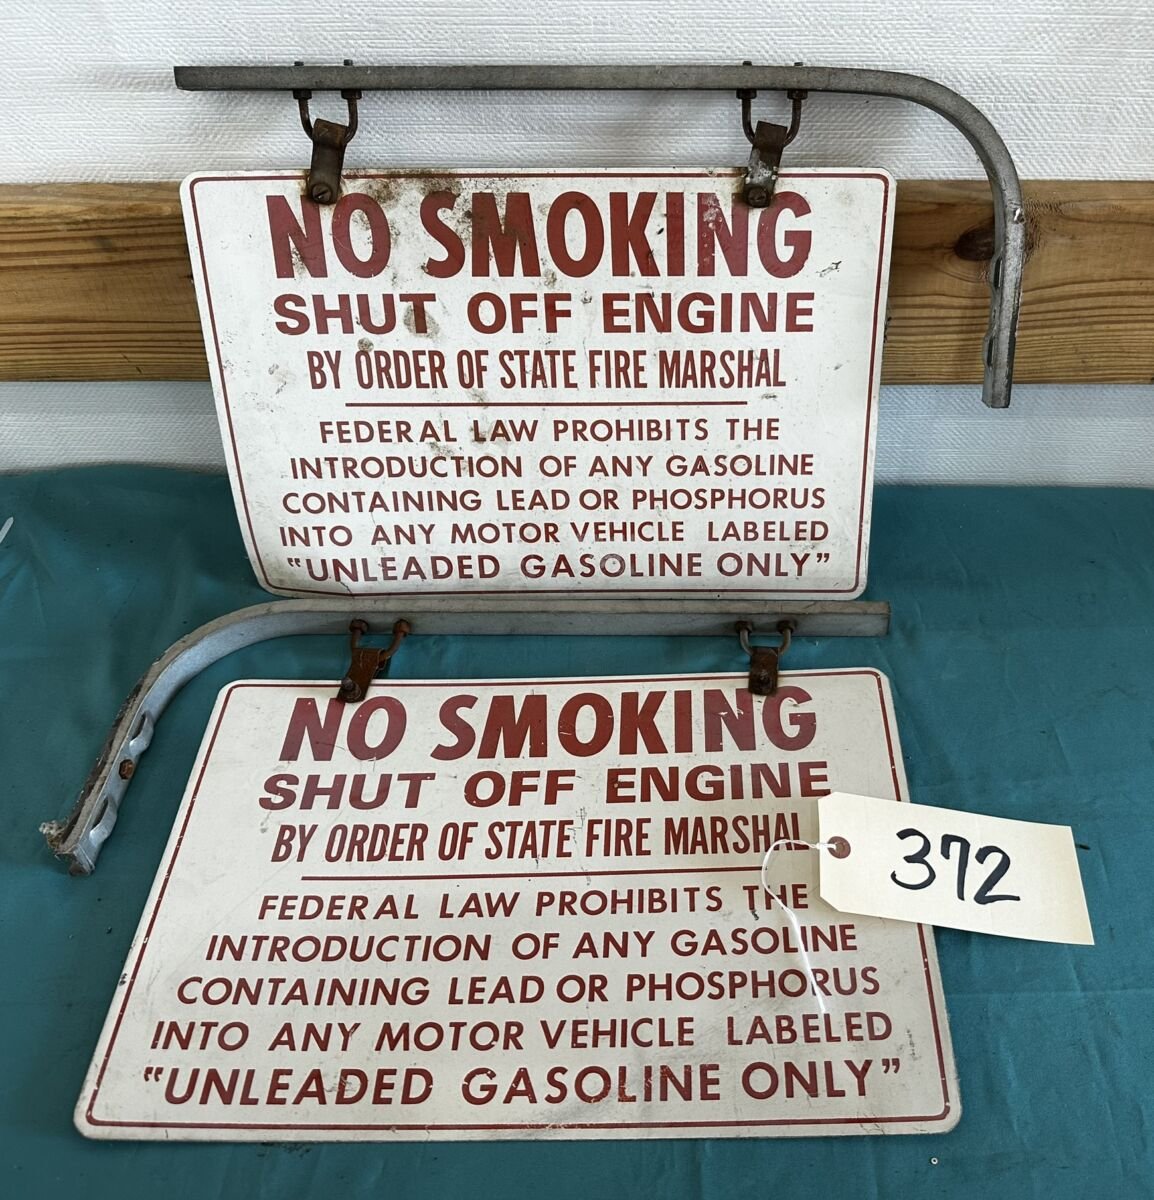 NO SMOKING
SHUT OFF ENGINE
BY ORDER OF STATE FIRE MARSHAL
FEDERAL LAW PROHIBITS THE
INTRODUCTION OF ANY GASOLINE
CONTAINING LEAD OR PHOSPHORUS
INTO ANY MOTOR VEHICLE LABELED
"UNLEADED GASOLINE ONLY"
NO SMOKING
SHUT OFF ENGINE
BY ORDER OF STATE FIRE MARSHAL
FEDERAL LAW PROHIBITS THE
INTRODUCTION OF ANY GASOLINE
CONTAINING LEAD OR PHOSPHORUS
INTO ANY MOTOR VEHICLE LABELED
"UNLEADED GASOLINE ONLY"
372